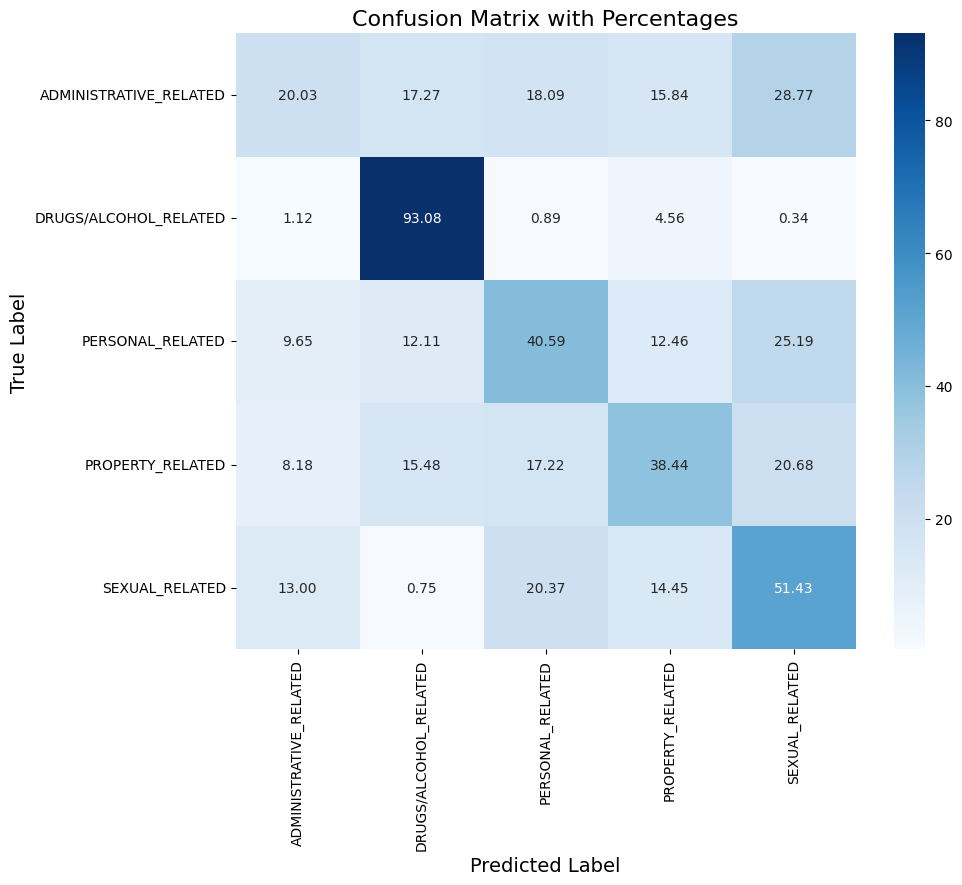 Confusion Matrix with Percentages
True Label
ADMINISTRATIVE_RELATED 20.03 17.27 18.09 15.84 28.77
DRUGS/ALCOHOL_RELATED 1.12 93.08 0.89 4.56 0.34
PERSONAL_RELATED 9.65 12.11 40.59 12.46 25.19
PROPERTY_RELATED 8.18 15.48 17.22 38.44 20.68
SEXUAL_RELATED 13.00 0.75 20.37 14.45 51.43
80
60
40
20
ADMINISTRATIVE_RELATED
DRUGS/ALCOHOL_RELATED
PERSONAL_RELATED
PROPERTY_RELATED
SEXUAL_RELATED
Predicted Label